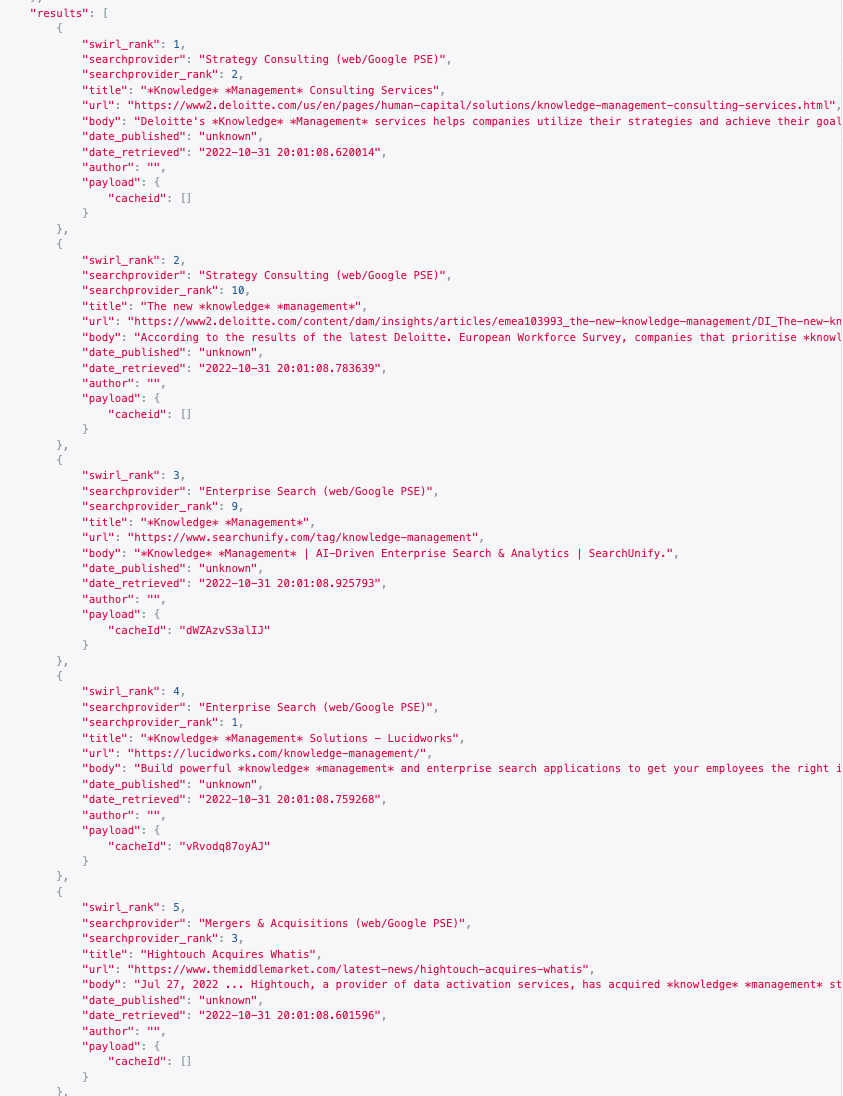 },
"results": [
{
"swirl_rank": 1,
"searchprovider": "Strategy Consulting (web/Google PSE)",
"searchprovider_rank": 2,
"title": "*Knowledge* *Management* Consulting Services",
"url": "https://www2.deloitte.com/us/en/pages/human-capital/solutions/knowledge-management-consulting-services.html",
"body": "Deloitte's *Knowledge* *Management* services helps companies utilize their strategies and achieve their goal
"date_published": "unknown",
"date_retrieved": "2022-10-31 20:01:08.620014",
"author": "",
"payload": {
"cacheid": []
}
},
{
"swirl_rank": 2,
"searchprovider": "Strategy Consulting (web/Google PSE)",
"searchprovider_rank": 10,
"title": "The new *knowledge* *management*",
"url": "https://www2.deloitte.com/content/dam/insights/articles/emea103993_the-new-knowledge-management/DI_The-new-kn
"body": "According to the results of the latest Deloitte. European Workforce Survey, companies that prioritise *knowl
"date_published": "unknown",
"date_retrieved": "2022-10-31 20:01:08.783639",
"author": "",
"payload": {
"cacheid": []
}
},
{
"swirl_rank": 3,
"searchprovider": "Enterprise Search (web/Google PSE)",
"searchprovider_rank": 9,
"title": "*Knowledge* *Management*",
"url": "https://www.searchunify.com/tag/knowledge-management",
"body": "*Knowledge* *Management* | AI-Driven Enterprise Search & Analytics | SearchUnify.",
"date_published": "unknown",
"date_retrieved": "2022-10-31 20:01:08.925793",
"author": "",
"payload": {
"cacheId": "dWZAzvS3alIJ"
}
},
{
"swirl_rank": 4,
"searchprovider": "Enterprise Search (web/Google PSE)",
"searchprovider_rank": 1,
"title": "*Knowledge* *Management* Solutions – Lucidworks",
"url": "https://lucidworks.com/knowledge-management/",
"body": "Build powerful *knowledge* *management* and enterprise search applications to get your employees the right i
"date_published": "unknown",
"date_retrieved": "2022-10-31 20:01:08.759268",
"author": "",
"payload": {
"cacheId": "vRvodq87oyAJ"
}
},
{
"swirl_rank": 5,
"searchprovider": "Mergers & Acquisitions (web/Google PSE)",
"searchprovider_rank": 3,
"title": "Hightouch Acquires Whatis",
"url": "https://www.themiddlemarket.com/latest-news/hightouch-acquires-whatis",
"body": "Jul 27, 2022 ... Hightouch, a provider of data activation services, has acquired *knowledge* *management* st
"date_published": "unknown",
"date_retrieved": "2022-10-31 20:01:08.601596",
"author": "",
"payload": {
"cacheId": []
}
},